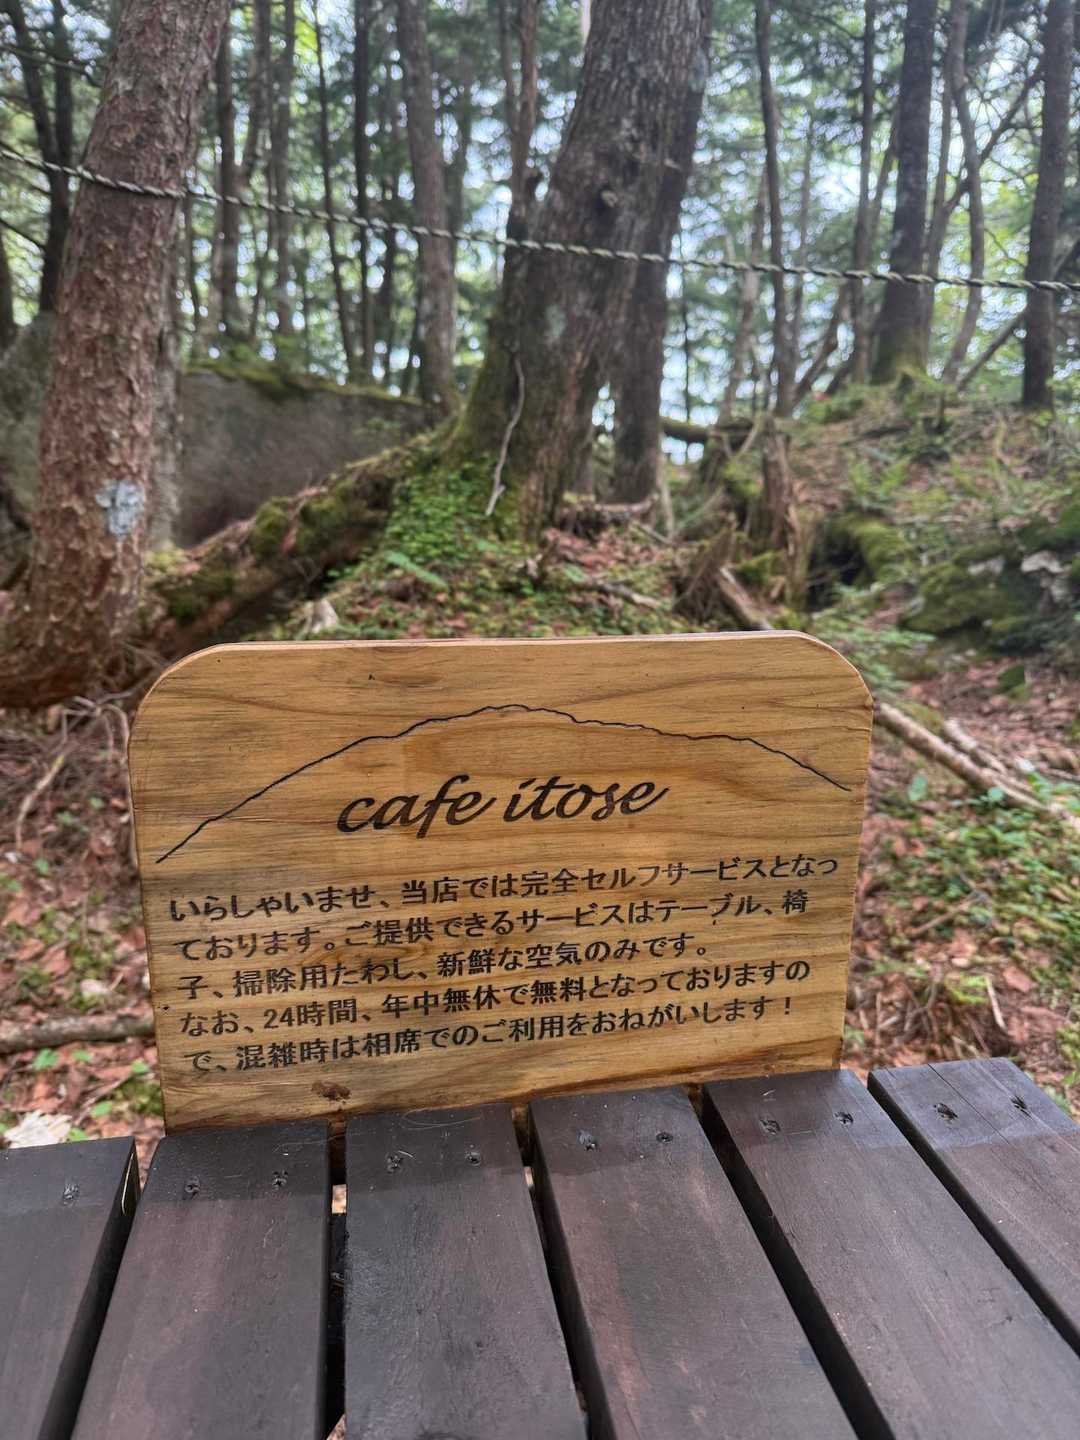 cafe itose
いらしゃいませ、当店では完全セルフサービスとなっ
ております。ご提供できるサービスはテーブル、椅
子、掃除用たわし、新鮮な空気のみです。
なお、24時間、年中無休で無料となっておりますの
で、混雑時は相席でのご利用をおねがいします！